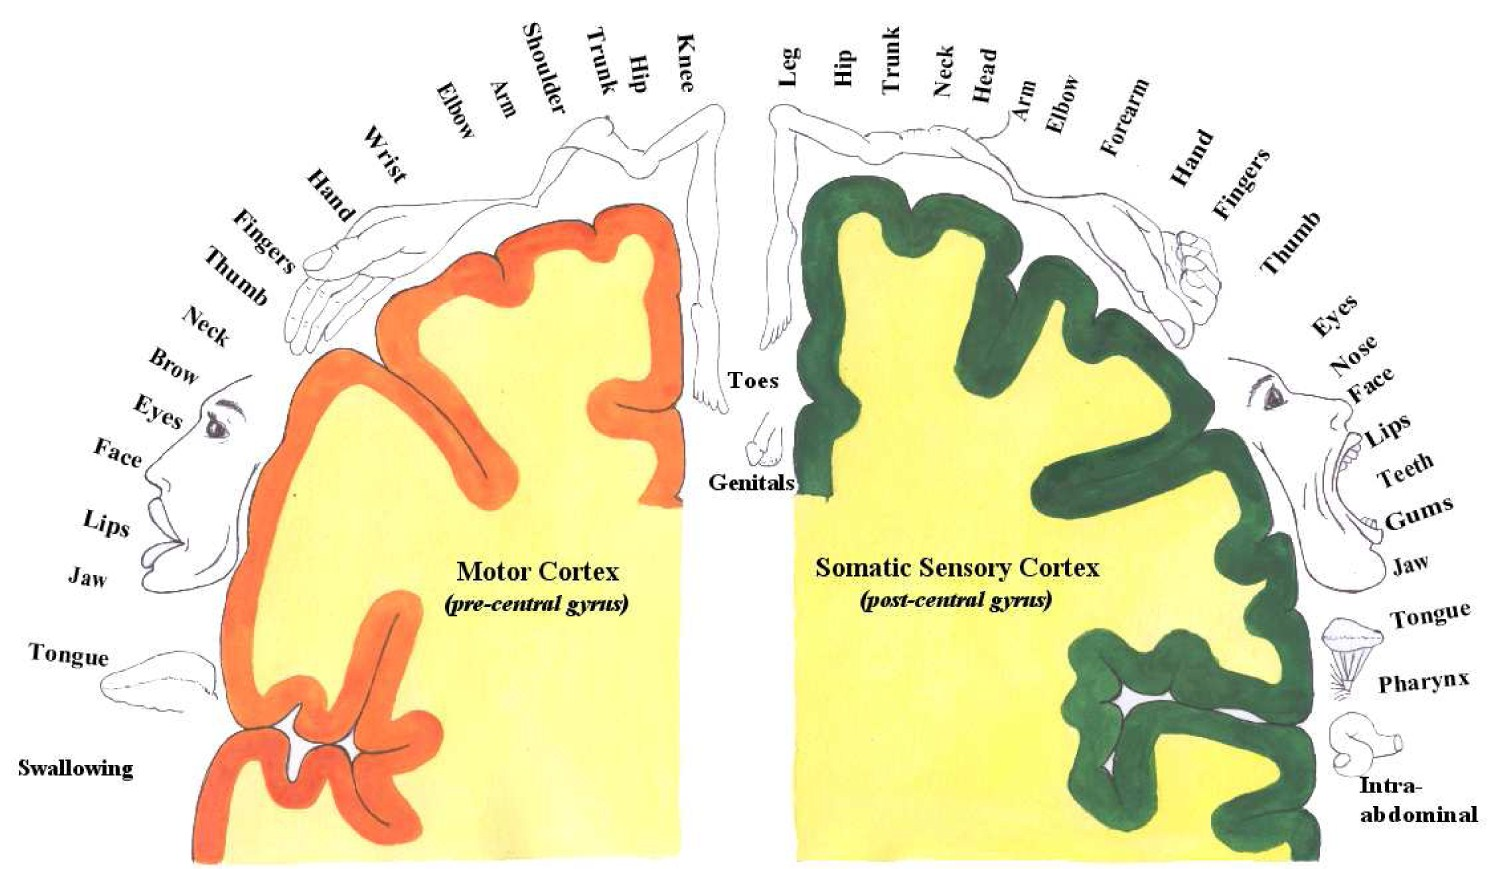 Knee
Hip
Trunk
Shoulder
Arm
Elbow
Wrist
Hand
Fingers
Thumb
Neck
Brow
Eyes
Face
Lips
Jaw
Tongue
Swallowing
Motor Cortex
(pre-central gyrus)
Toes
Genitals
Leg
Hip
Trunk
Neck
Head
Arm
Elbow
Forearm
Hand
Fingers
Thumb
Eyes
Nose
Face
Lips
Teeth
Gums
Jaw
Tongue
Pharynx
Intra-
abdominal
Somatic Sensory Cortex
(post-central gyrus)